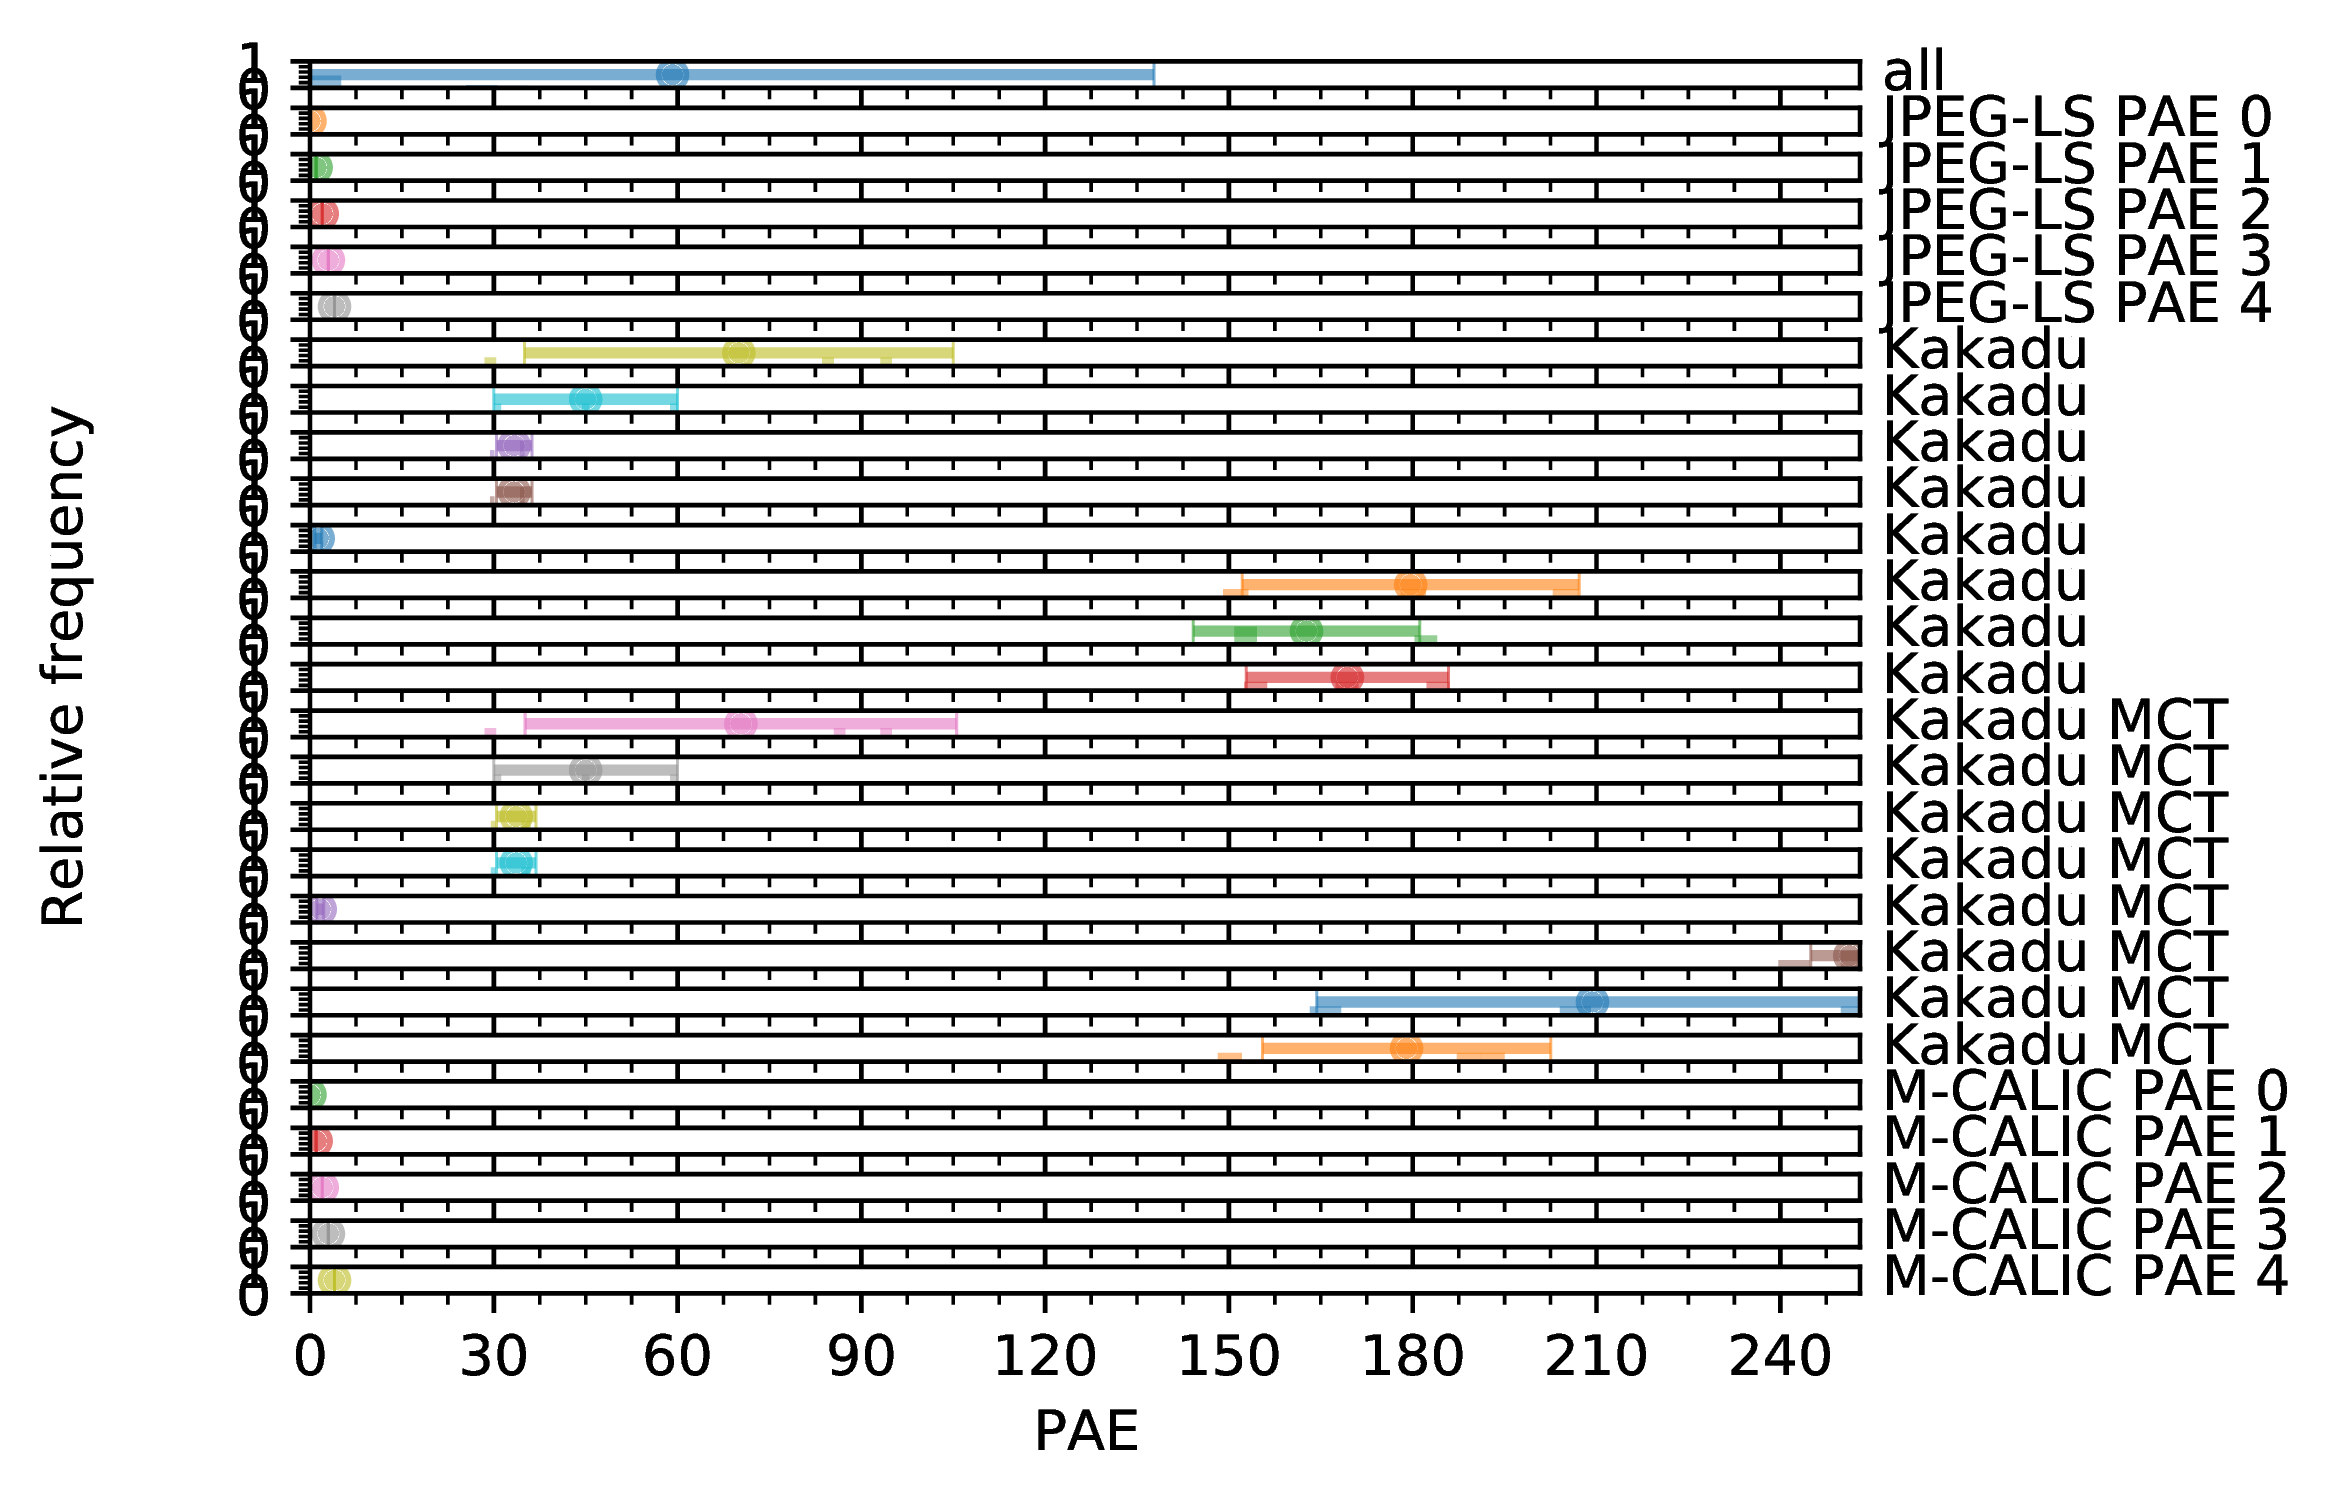 Relative frequency
1
all
JPEG-LS PAE 0
JPEG-LS PAE 1
JPEG-LS PAE 2
JPEG-LS PAE 3
JPEG-LS PAE 4
Kakadu
Kakadu
Kakadu
Kakadu
Kakadu
Kakadu
Kakadu
Kakadu
Kakadu MCT
Kakadu MCT
Kakadu MCT
Kakadu MCT
Kakadu MCT
Kakadu MCT
Kakadu MCT
Kakadu MCT
M-CALIC PAE 0
M-CALIC PAE 1
M-CALIC PAE 2
M-CALIC PAE 3
M-CALIC PAE 4
0
0 30 60 90 120 150 180 210 240
PAE